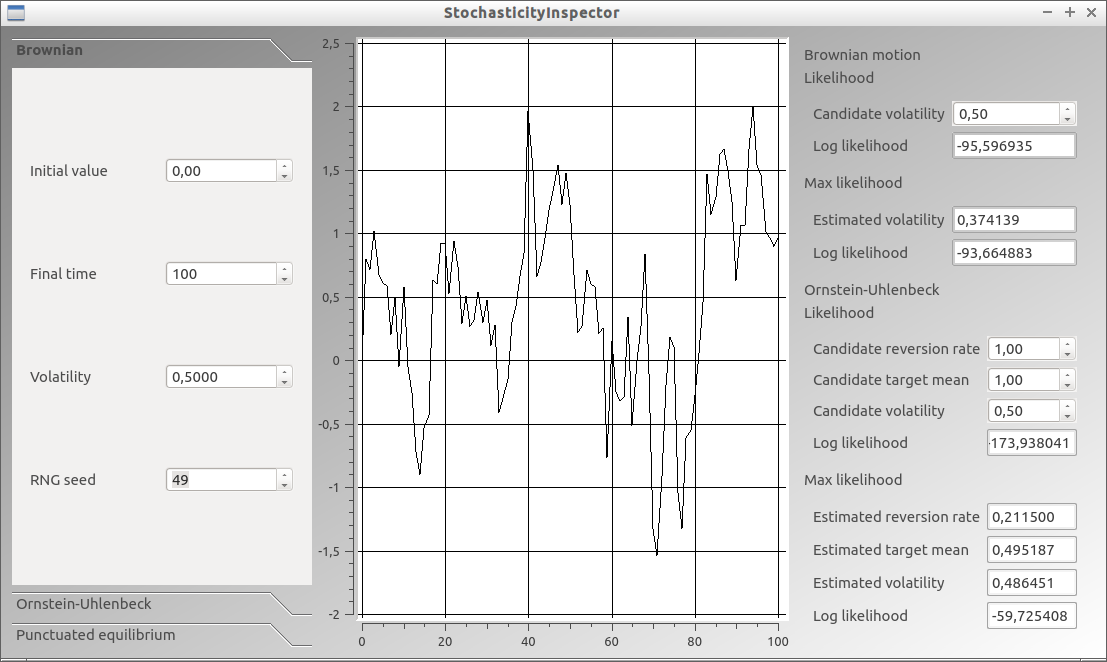 StochasticityInspector
Brownian
Initial value 0,00
Final time 100
Volatility 0,5000
RNG seed 49
Ornstein-Uhlenbeck
Punctuated equilibrium
2,5
2
1,5
1
0,5
0
-0,5
-1
-1,5
-2
0 20 40 60 80 100
Brownian motion
Likelihood
Candidate volatility 0,50
Log likelihood -95,596935
Max likelihood
Estimated volatility 0,374139
Log likelihood -93,664883
Ornstein-Uhlenbeck
Likelihood
Candidate reversion rate 1,00
Candidate target mean 1,00
Candidate volatility 0,50
Log likelihood -173,938041
Max likelihood
Estimated reversion rate 0,211500
Estimated target mean 0,495187
Estimated volatility 0,486451
Log likelihood -59,725408